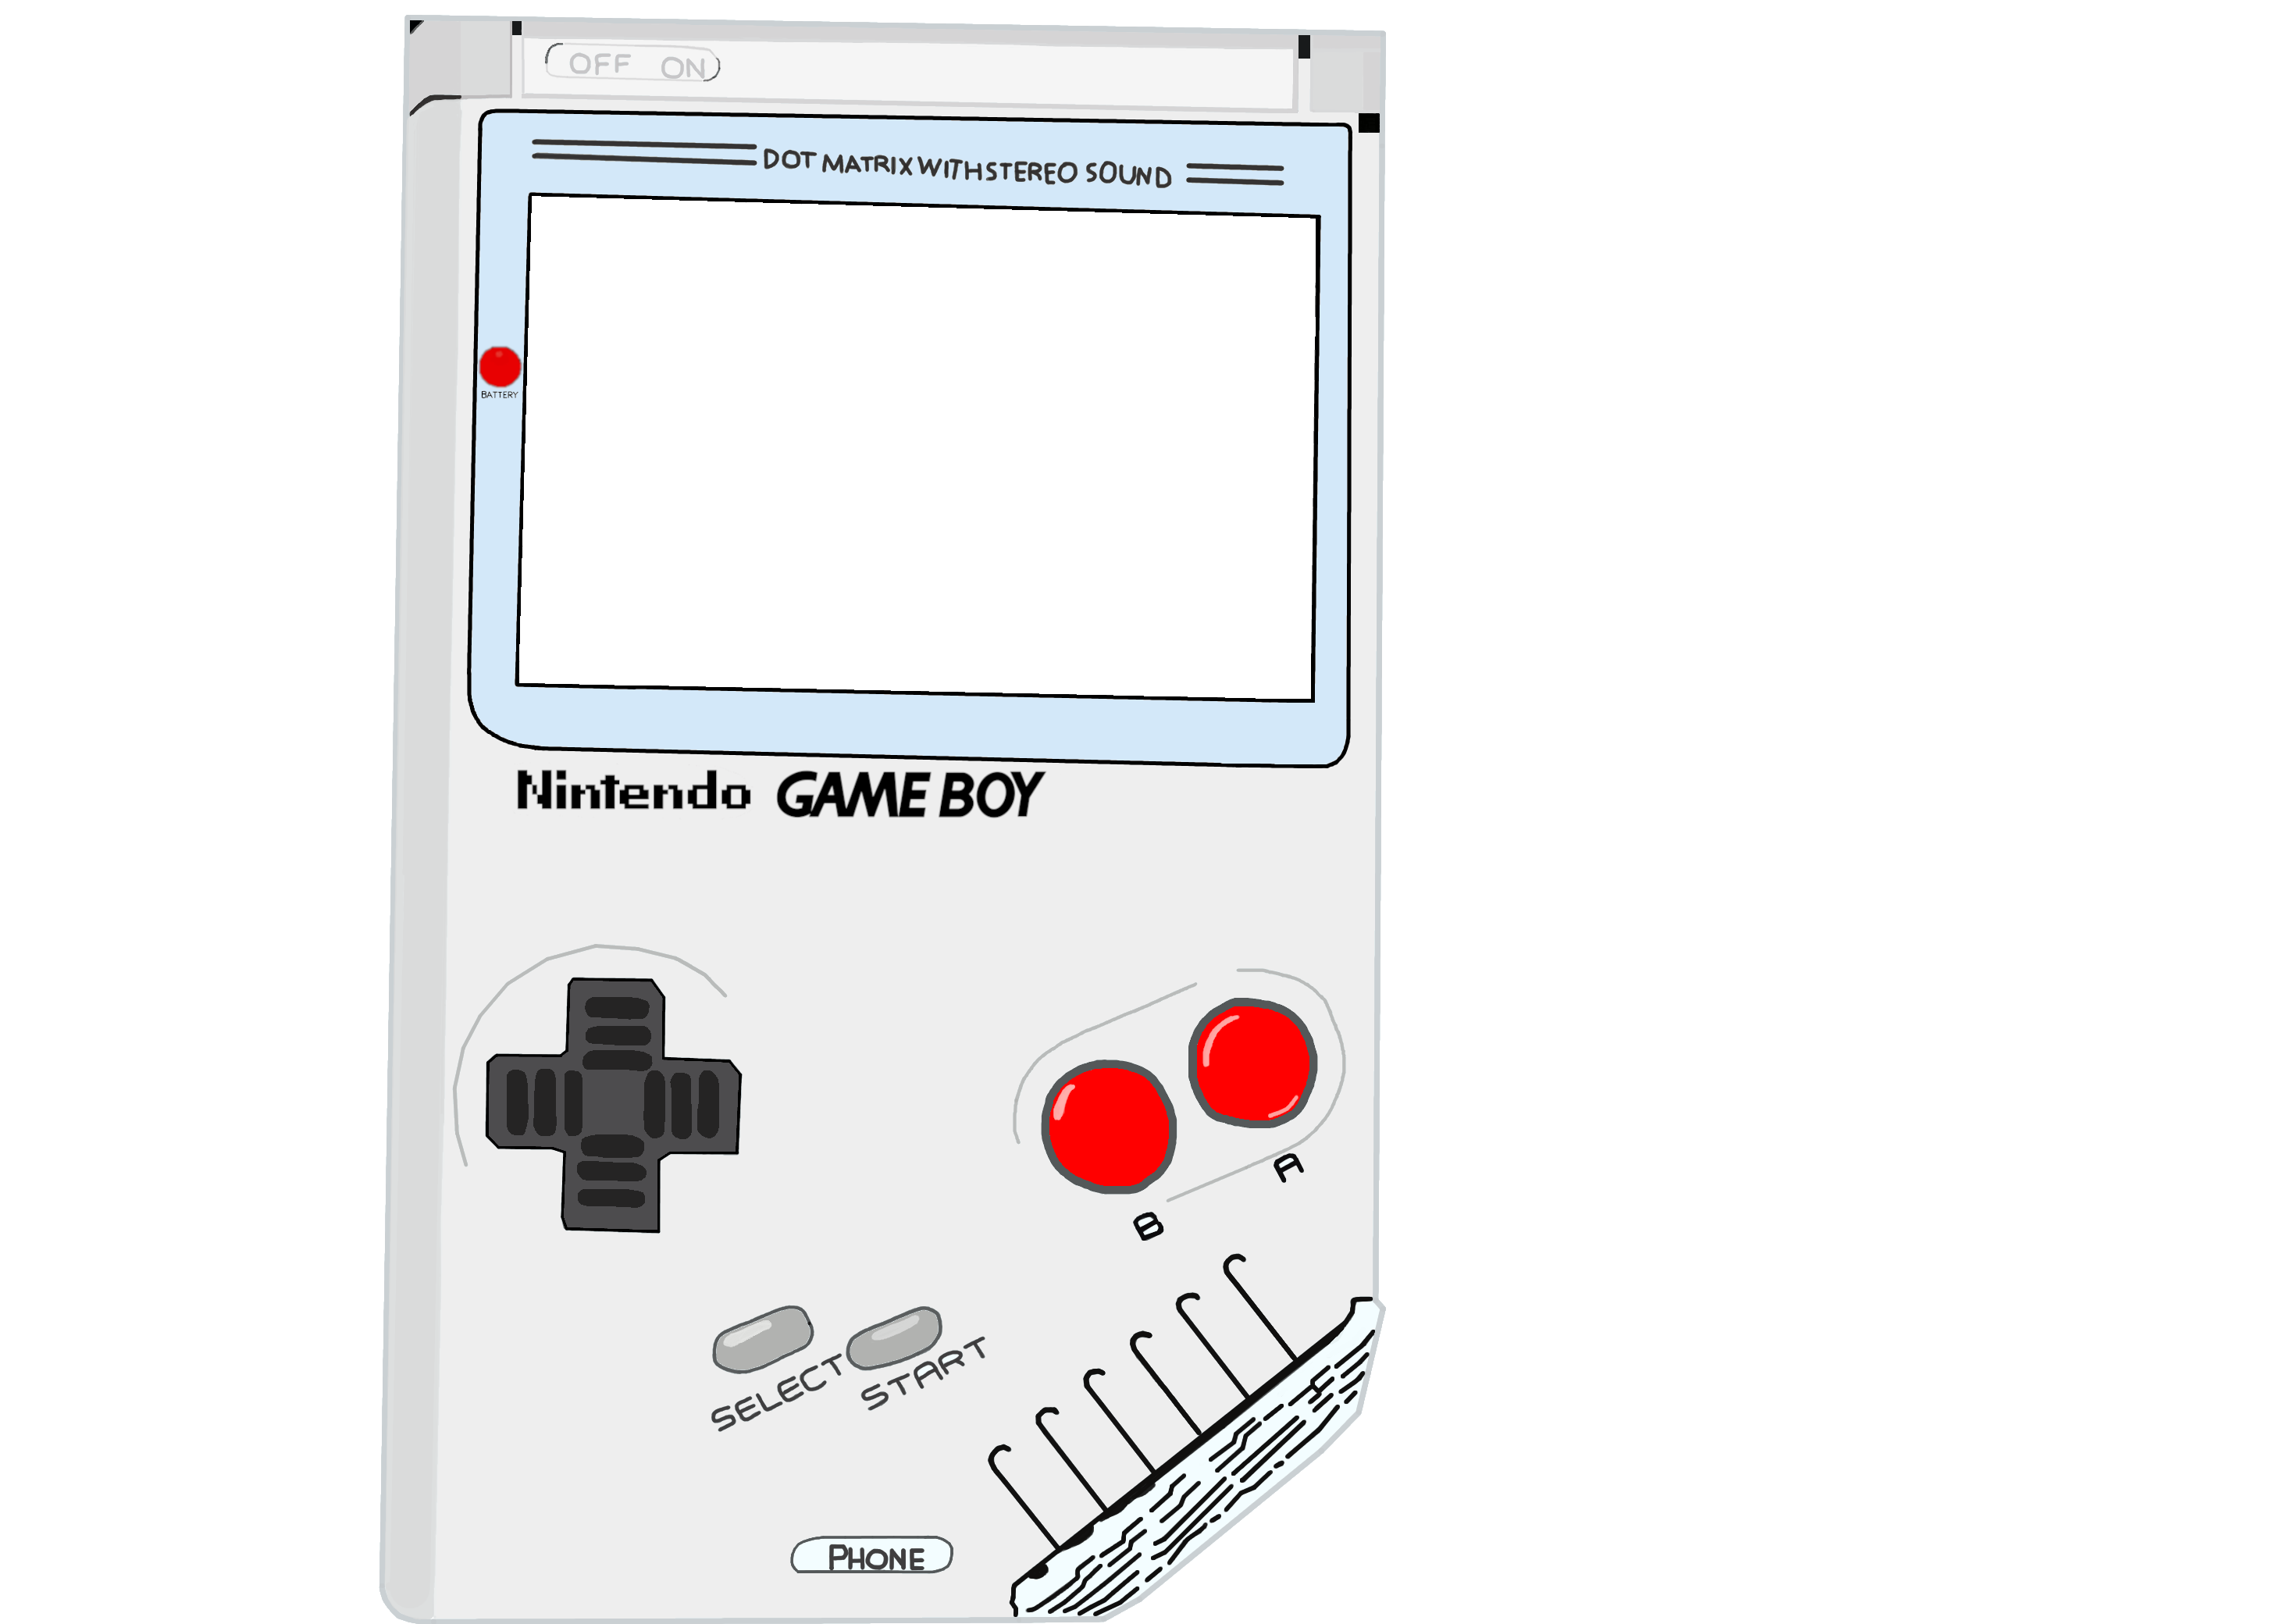 OFF ON
DOT MATRIX WITH STEREO SOUND
BATTERY
Nintendo GAME BOY
A
B
SELECT START
PHONE